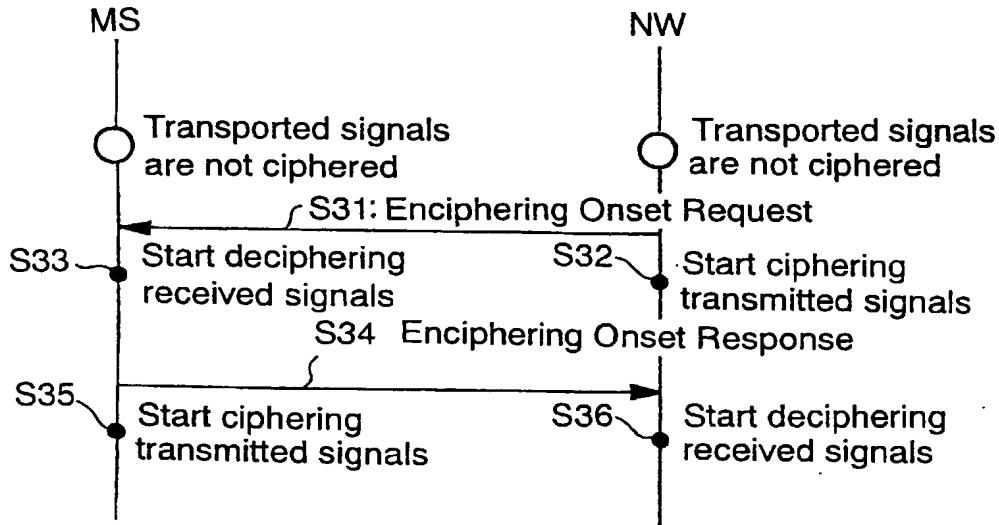 MS
NW
Transported signals
are not ciphered
Transported signals
are not ciphered
S31: Enciphering Onset Request
S33
Start deciphering
received signals
S32
Start ciphering
transmitted signals
S34 Enciphering Onset Response
S35
Start ciphering
transmitted signals
S36
Start deciphering
received signals